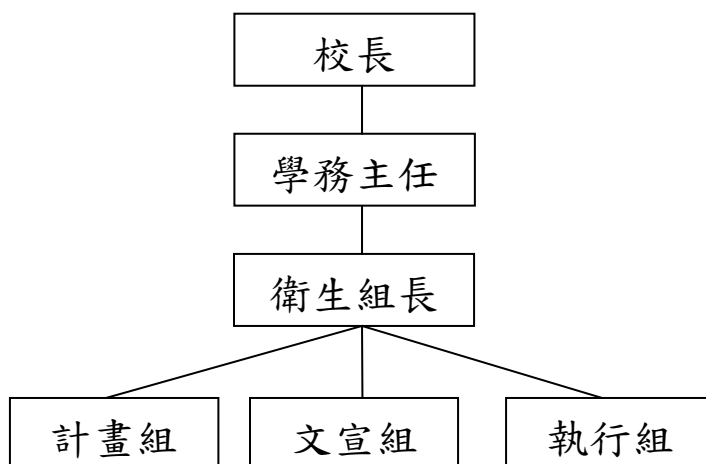 校長
學務主任
衛生組長
計畫組 文宣組 執行組